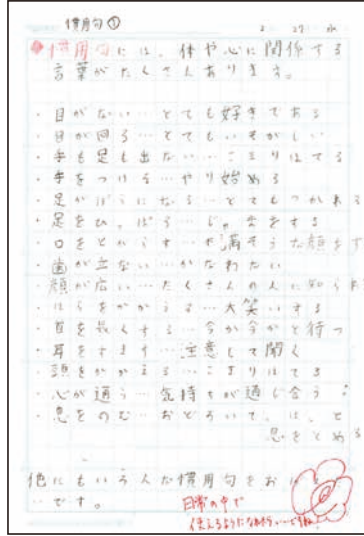 慣用句①
2 27 水
慣用句には、体や心に関係する
言葉がたくさんあります。
・目がない…とても好きである
・目が回る…とてもいそがしい
・手も足も出ない…こまりはてる
・手をつける…やり始める
・足がぼうになる…とてもつかれる
・足をひっぱる…じゃまをする
・口をとがらす…不満そうな顔をす
・歯が立たない…かなわない
顔が広い…たくさんの人に知られ
・はらをかかえる…大笑いする
・首を長くする…今か今かと待つ
・耳をすます…注意して聞く
・頭をかかえる…こまりはてる
・心が通う…気持ちが通じ合う
・息をのむ…おどろいて、はっと
息をとめる
他にもいろんな慣用句をおぼえ
です。
日常の中で
使えるようになれたらいいですね